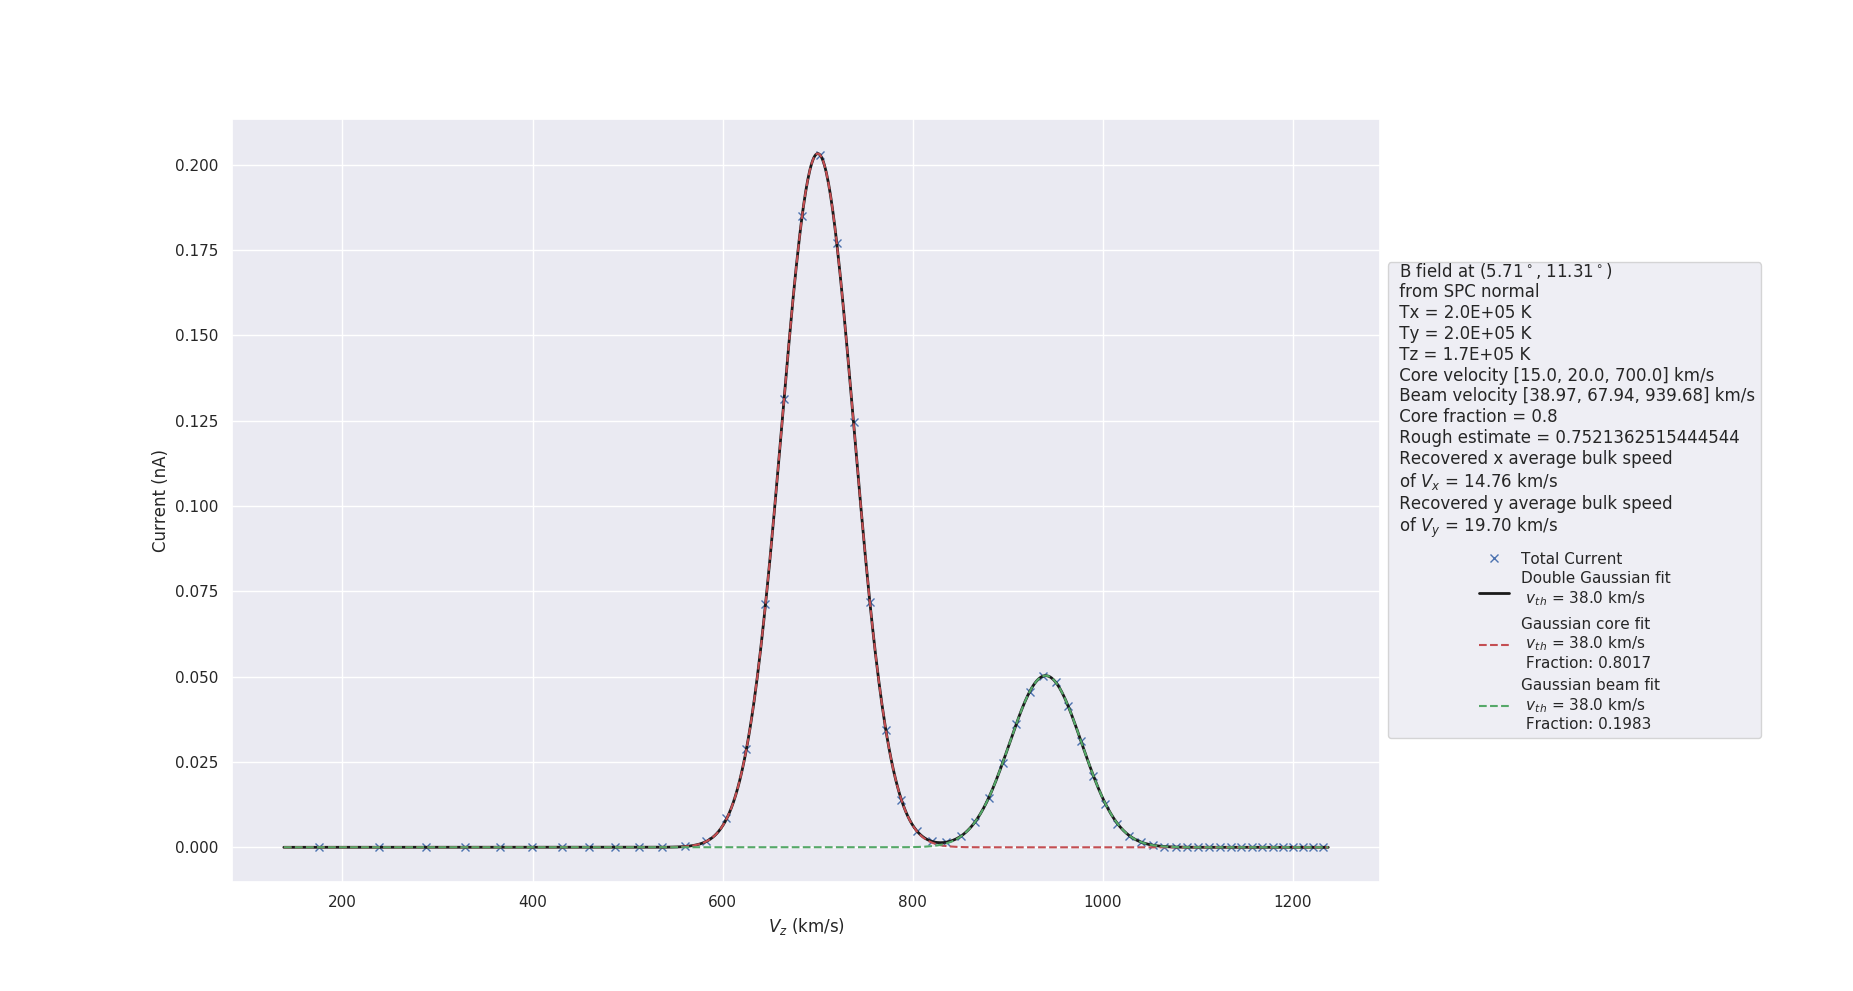 0.200
0.175
0.150
0.125
0.100
0.075
0.050
0.025
0.000
Current (nA)
200
400
600
800
1000
1200
V_z (km/s)
B field at (5.71°, 11.31°)
from SPC normal
Tx = 2.0E+05 K
Ty = 2.0E+05 K
Tz = 1.7E+05 K
Core velocity [15.0, 20.0, 700.0] km/s
Beam velocity [38.97, 67.94, 939.68] km/s
Core fraction = 0.8
Rough estimate = 0.7521362515444544
Recovered x average bulk speed
of V_x = 14.76 km/s
Recovered y average bulk speed
of V_y = 19.70 km/s
Total Current
Double Gaussian fit
v_th = 38.0 km/s
Gaussian core fit
v_th = 38.0 km/s
Fraction: 0.8017
Gaussian beam fit
v_th = 38.0 km/s
Fraction: 0.1983